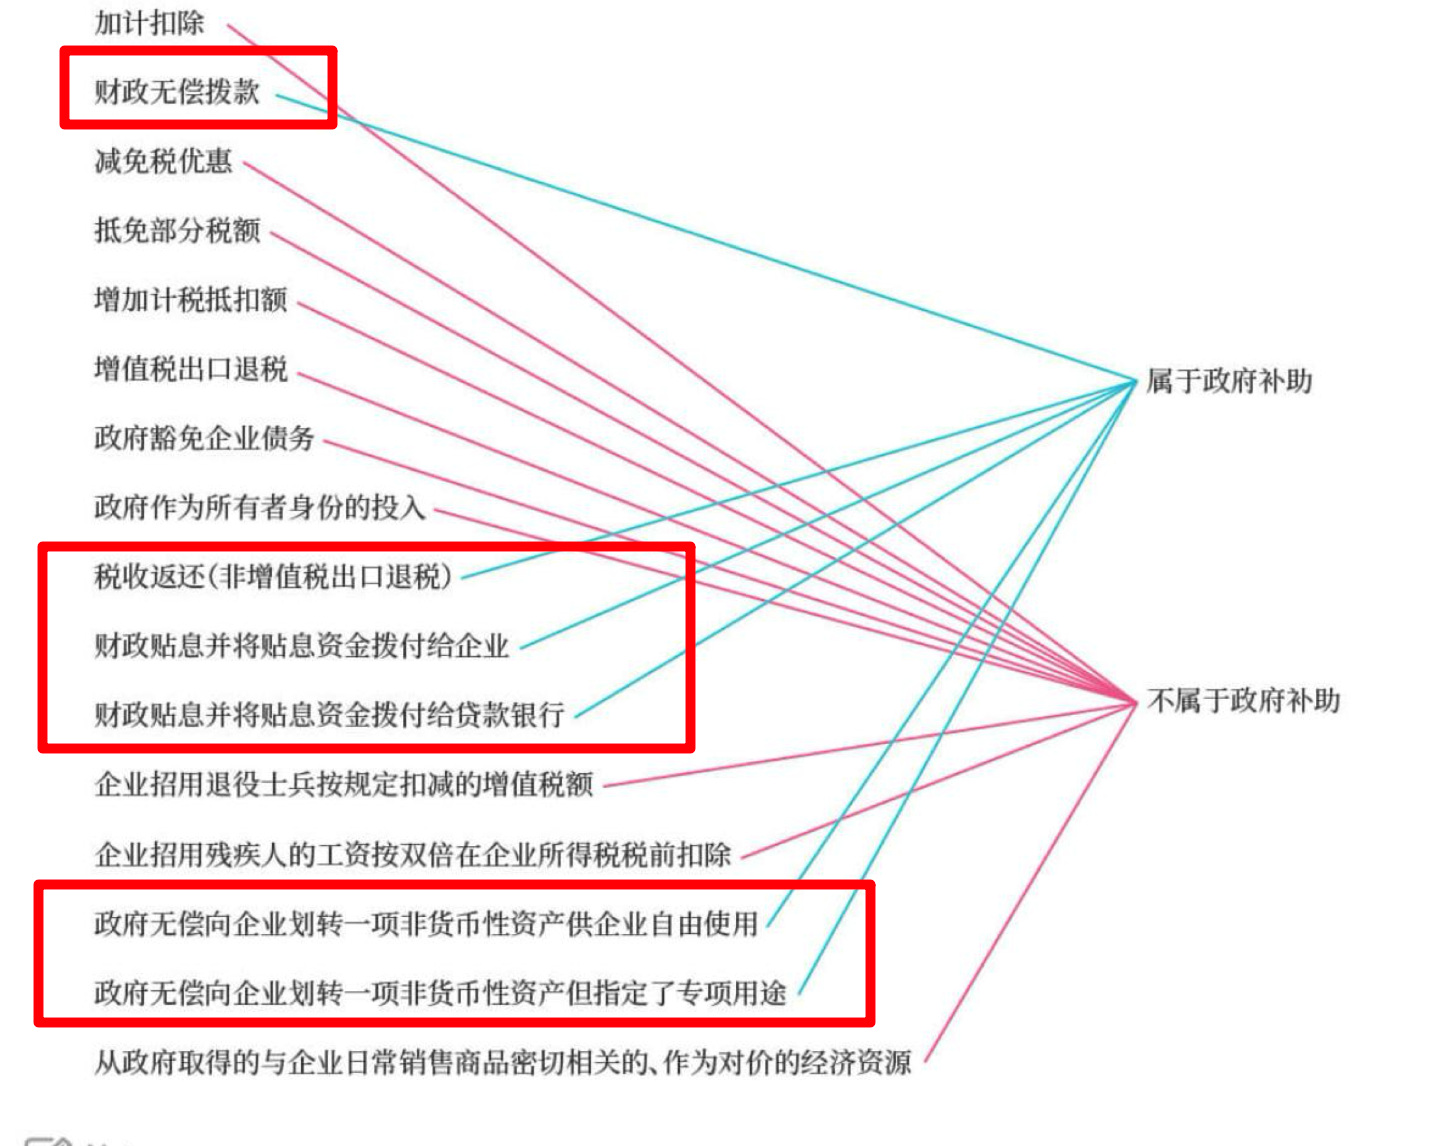 加计扣除
财政无偿拨款
减免税优惠
抵免部分税额
增加计税抵扣额
增值税出口退税
属于政府补助
政府豁免企业债务
政府作为所有者身份的投入
税收返还(非增值税出口退税)
财政贴息并将贴息资金拨付给企业
不属于政府补助
财政贴息并将贴息资金拨付给贷款银行
企业招用退役士兵按规定扣减的增值税额
企业招用残疾人的工资按双倍在企业所得税税前扣除
政府无偿向企业划转一项非货币性资产供企业自由使用
政府无偿向企业划转一项非货币性资产但指定了专项用途
从政府取得的与企业日常销售商品密切相关的、作为对价的经济资源